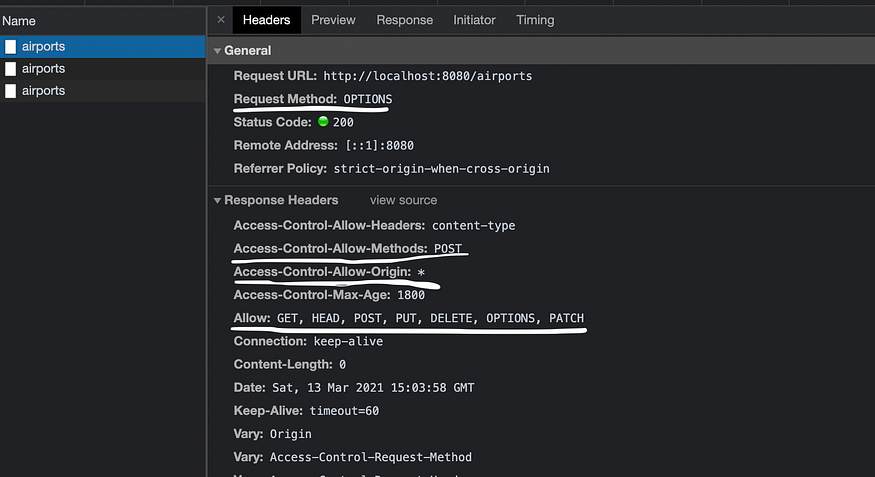 Name
airports
airports
airports
× Headers Preview Response Initiator Timing
General
Request URL: http://localhost:8080/airports
Request Method: OPTIONS
Status Code: 200
Remote Address: [::1]:8080
Referrer Policy: strict-origin-when-cross-origin
Response Headers view source
Access-Control-Allow-Headers: content-type
Access-Control-Allow-Methods: POST
Access-Control-Allow-Origin: *
Access-Control-Max-Age: 1800
Allow: GET, HEAD, POST, PUT, DELETE, OPTIONS, PATCH
Connection: keep-alive
Content-Length: 0
Date: Sat, 13 Mar 2021 15:03:58 GMT
Keep-Alive: timeout=60
Vary: Origin
Vary: Access-Control-Request-Method